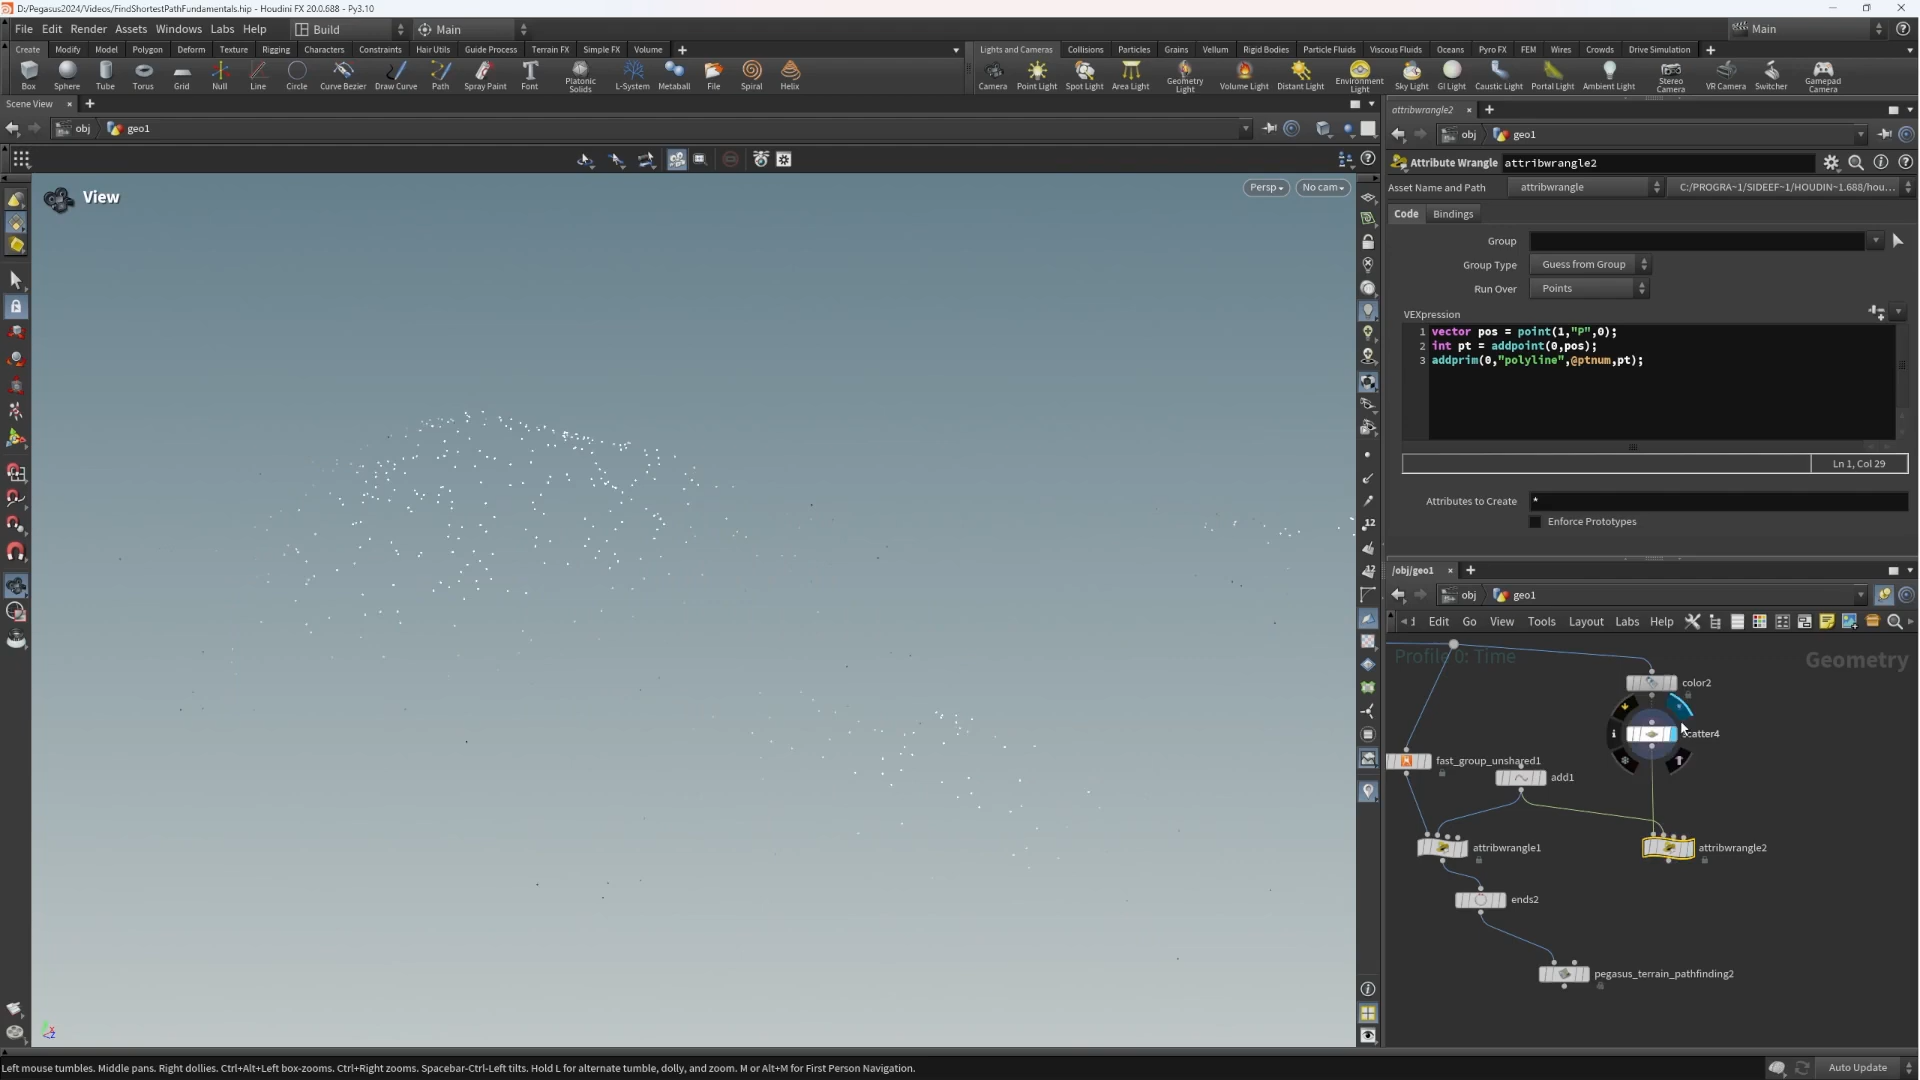 D:/Pegasus2024/Videos/FindShortestPathFundamentals.hip - Houdini FX 20.0.688 - Py3.10
File Edit Render Assets Windows Labs Help Build Main Main
Create Modify Model Polygon Deform Texture Rigging Characters Constraints Hair Utils Guide Process Terrain FX Simple FX Volume
Lights and Cameras Collisions Particles Grains Vellum Rigid Bodies Particle Fluids Viscous Fluids Oceans Pyro FX FEM Wires Crowds Drive Simulation
Box Sphere Tube Torus Grid Null Line Circle Curve Bezier Draw Curve Path Spray Paint Font Platonic Solids L-System Metaball File Spiral Helix
Camera Point Light Spot Light Area Light Geometry Light Volume Light Distant Light Environment Light Sky Light GI Light Caustic Light Portal Light Ambient Light Stereo Camera VR Camera Switcher Gamepad Camera
Scene View
obj geo1
View
Persp No cam
attribwrangle2
obj geo1
Attribute Wrangle attribwrangle2
Asset Name and Path attribwrangle C:/PROGRA~1/SIDEEF~1/HOUDIN~1.688/hou...
Code Bindings
Group
Group Type Guess from Group
Run Over Points
VEXpression
1 vector pos = point(1,"P",0);
2 int pt = addpoint(0,pos);
3 addprim(0,"polyline",@ptnum,pt);
Ln 1, Col 29
Attributes to Create *
Enforce Prototypes
/obj/geo1
obj geo1
Edit Go View Tools Layout Labs Help
Profile 0: Time
Geometry
color2
scatter4
fast_group_unshared1
add1
attribwrangle1
attribwrangle2
ends2
pegasus_terrain_pathfinding2
Left mouse tumbles. Middle pans. Right dollies. Ctrl+Alt+Left box-zooms. Ctrl+Right zooms. Spacebar-Ctrl-Left tilts. Hold L for alternate tumble, dolly, and zoom. M or Alt+M for First Person Navigation.
Auto Update